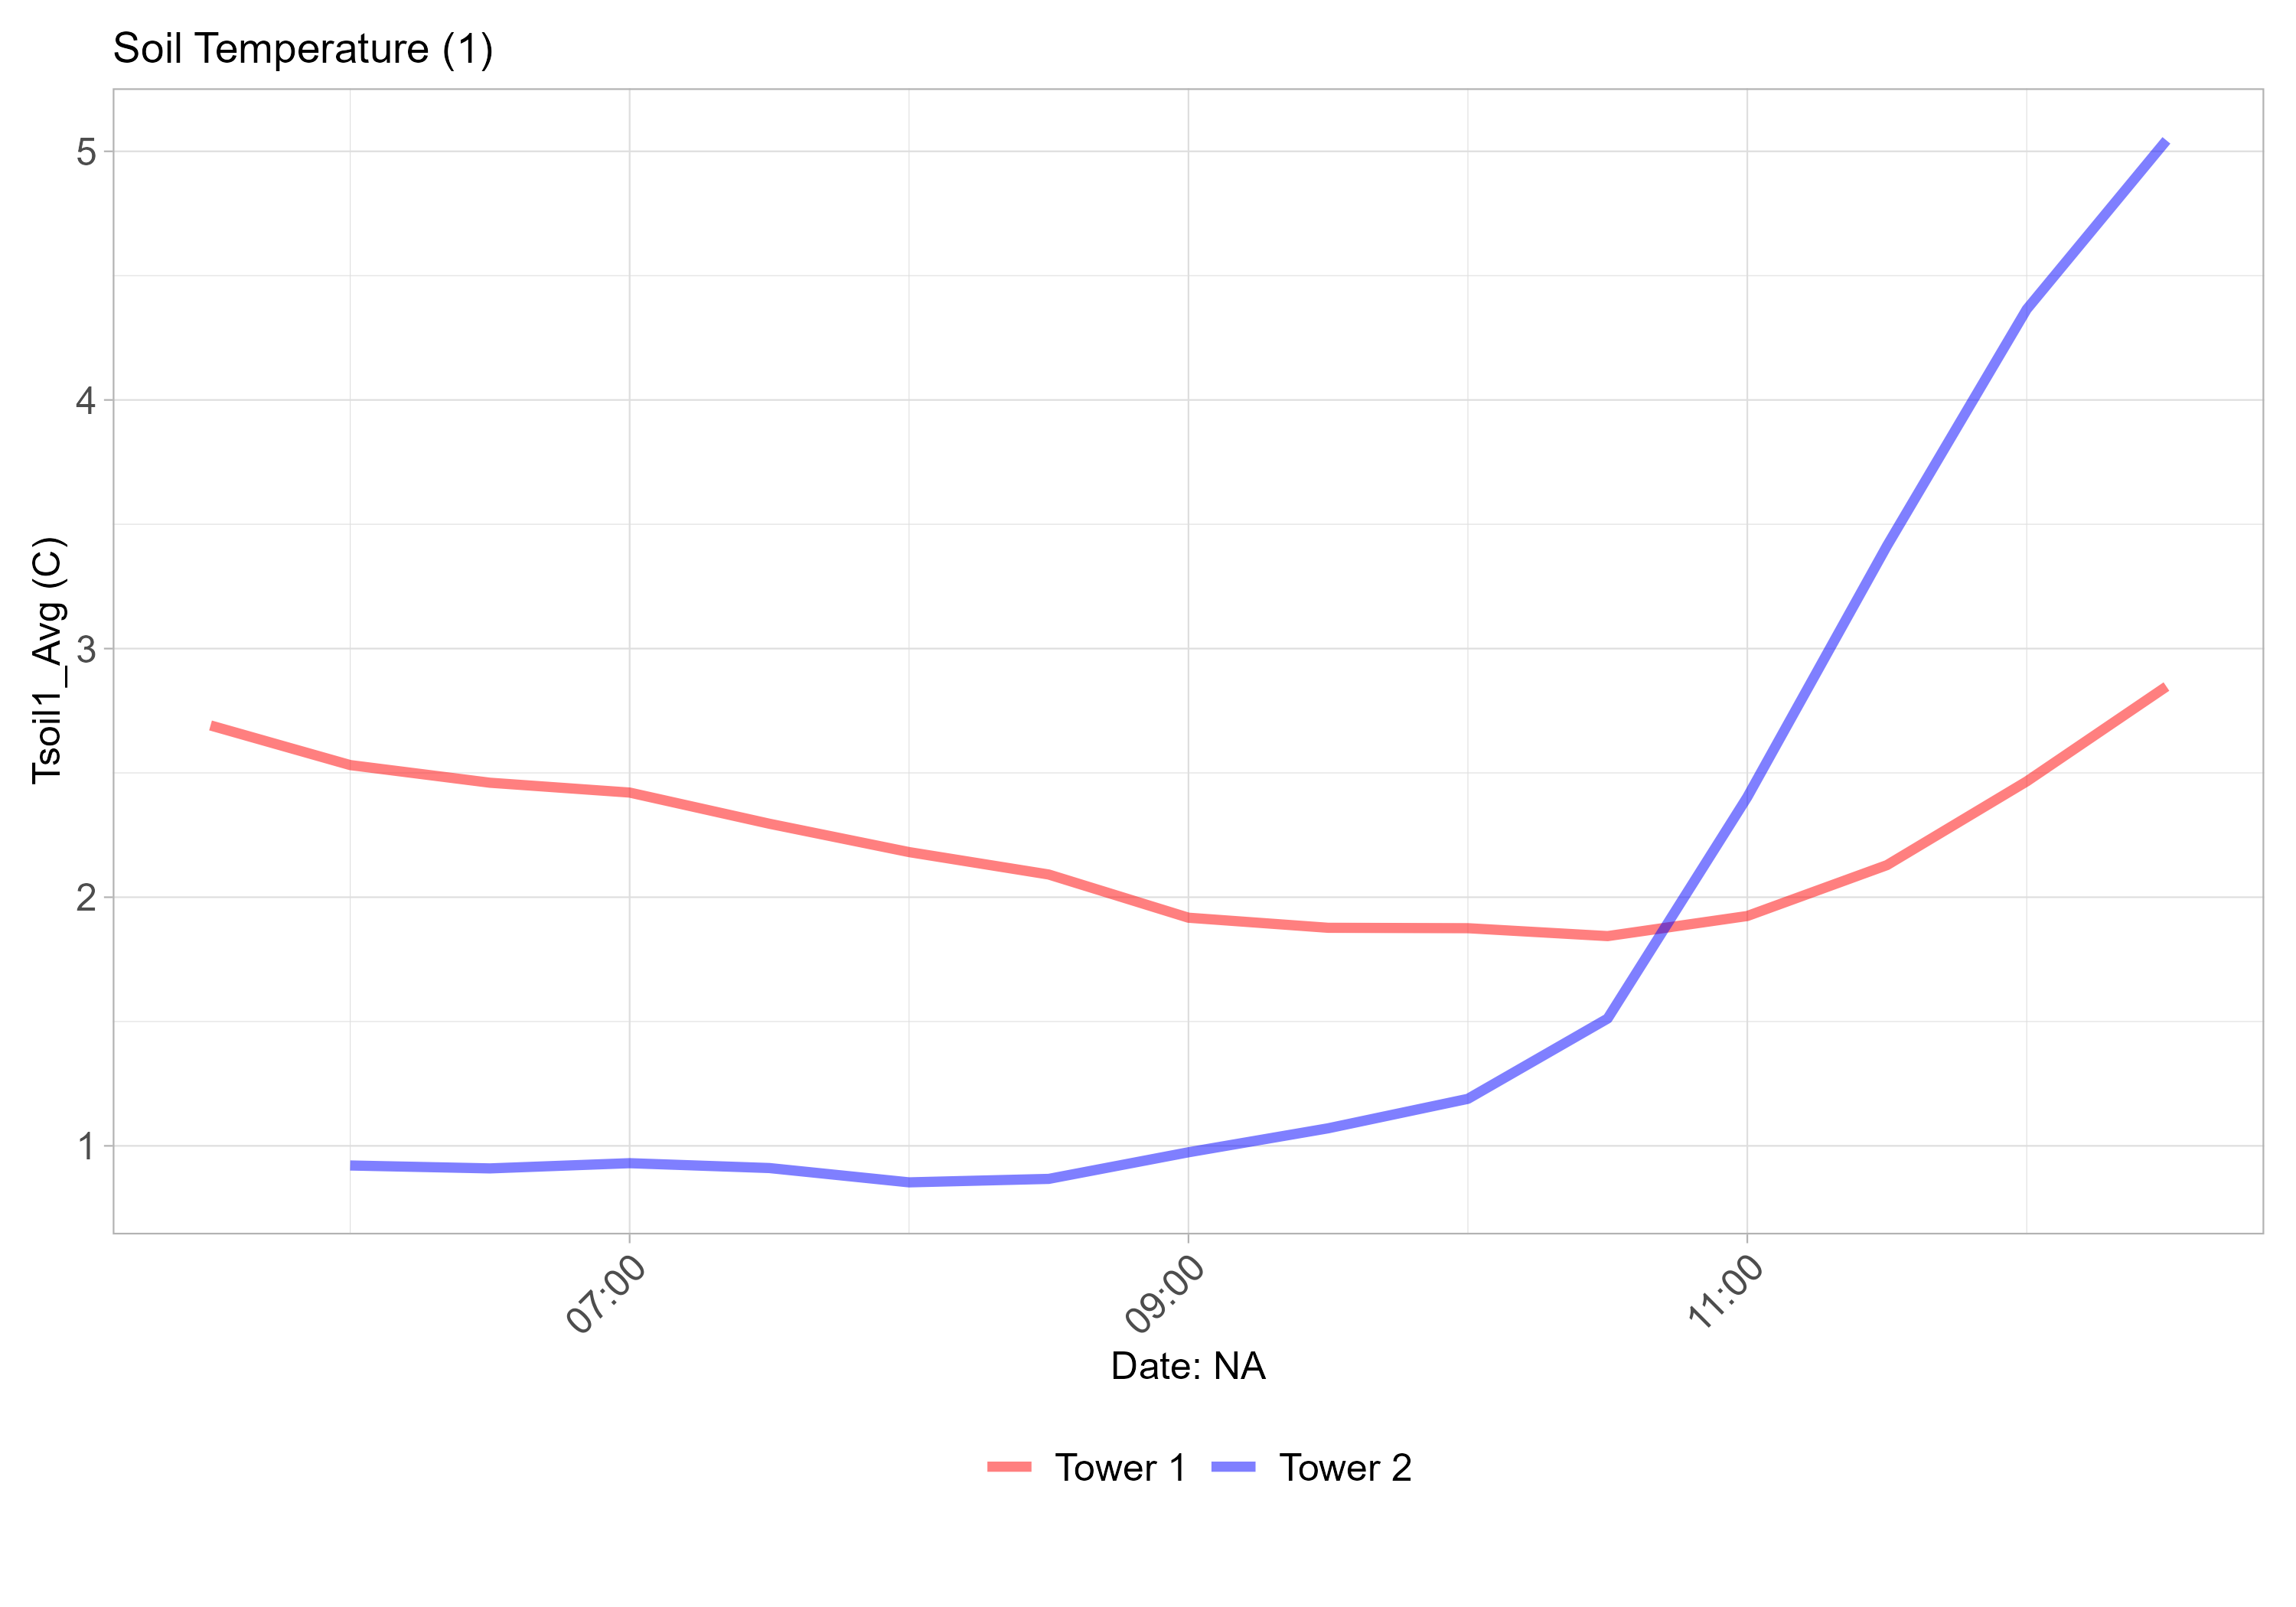 Soil Temperature (1)
Tsoil1_Avg (C)
5
4
3
2
1
07:00
09:00
11:00
Date: NA
Tower 1
Tower 2